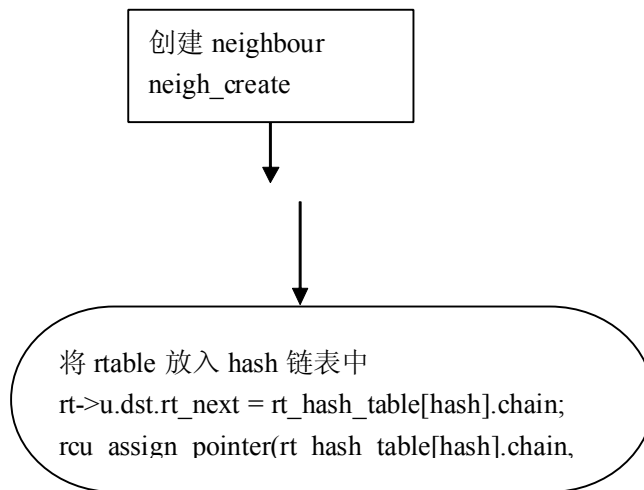 创建 neighbour
neigh_create
将 rtable 放入 hash 链表中
rt->u.dst.rt_next = rt_hash_table[hash].chain;
rcu_assign_pointer(rt_hash_table[hash].chain,